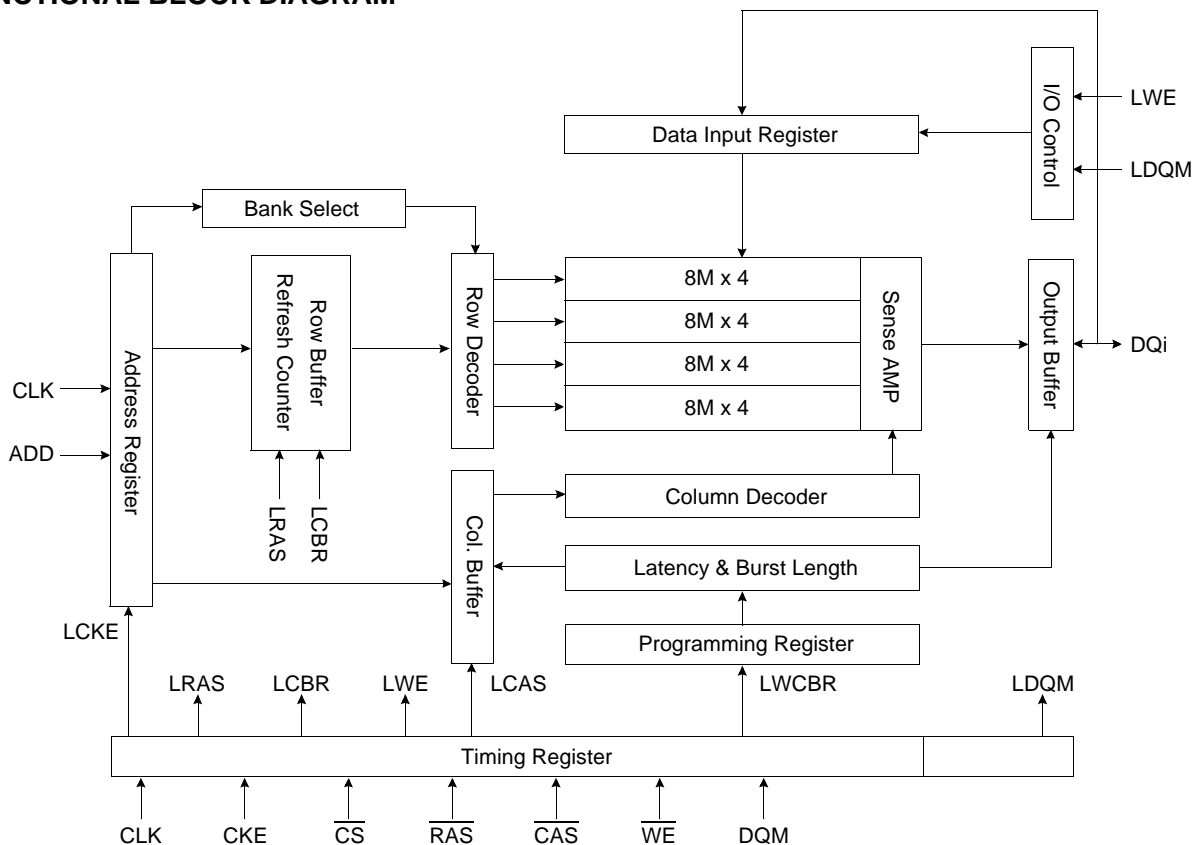 FUNCTIONAL BLOCK DIAGRAM
I/O Control
LWE
LDQM
Data Input Register
Bank Select
Address Register
CLK
ADD
Row Buffer
Refresh Counter
LRAS
LCBR
Row Decoder
8M x 4
8M x 4
8M x 4
8M x 4
Sense AMP
Output Buffer
DQi
Col. Buffer
Column Decoder
Latency & Burst Length
Programming Register
LCKE
LRAS
LCBR
LWE
LCAS
LWCBR
LDQM
Timing Register
CLK
CKE
CS
RAS
CAS
WE
DQM